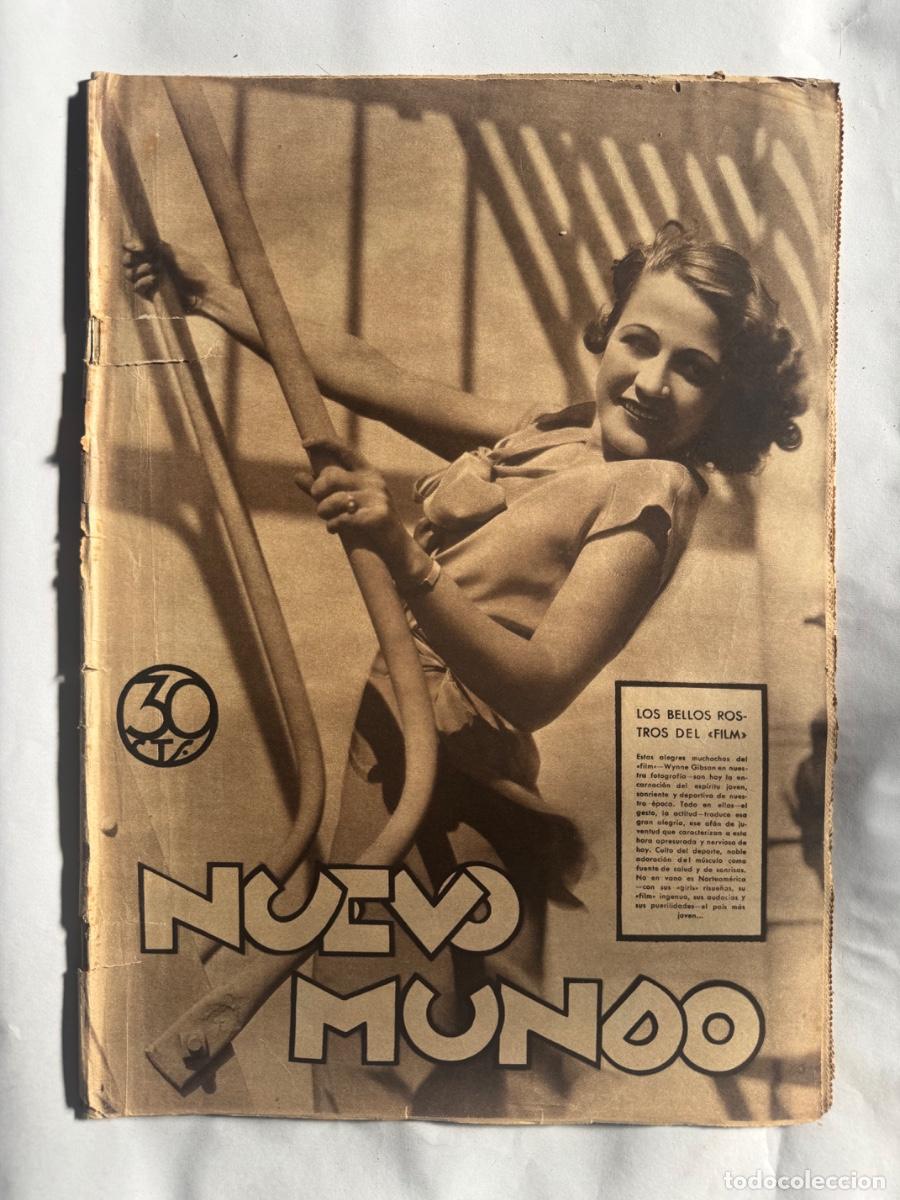 30
CTS.
LOS BELLOS ROS-
TROS DEL «FILM»
Estas alegres muchachas del
«film»—Wynne Gibson en nues-
tra fotografía—son hoy la en-
carnación del espíritu joven,
sonriente y deportivo de nues-
tra época. Todo en ellas—el
gesto, la actitud—traduce esa
gran alegría, ese afán de ju-
ventud que caracterizan a esta
hora apresurada y nerviosa de
hoy. Culto del deporte, noble
adoración del músculo como
fuente de salud y de sonrisas.
No en vano es Norteamérica
—con sus «girls» risueñas, su
«film» ingenuo, sus audacias y
sus puerilidades—el país más
joven...
NUEVO
MUNDO
todocoleccion